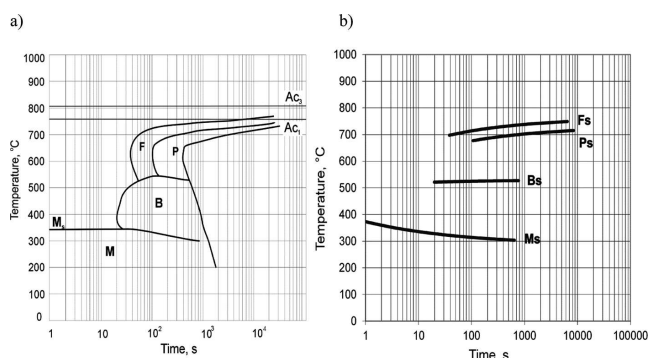 a)
1000
900
800
700
600
500
400
300
200
100
0
Temperature, °C
Ac₃
Ac₁
F
P
B
Mₛ
M
1
10
10²
10³
10⁴
Time, s
b)
1000
900
800
700
600
500
400
300
200
100
0
Temperature, °C
Fs
Ps
Bs
Ms
1
10
100
1000
10000
100000
Time, s